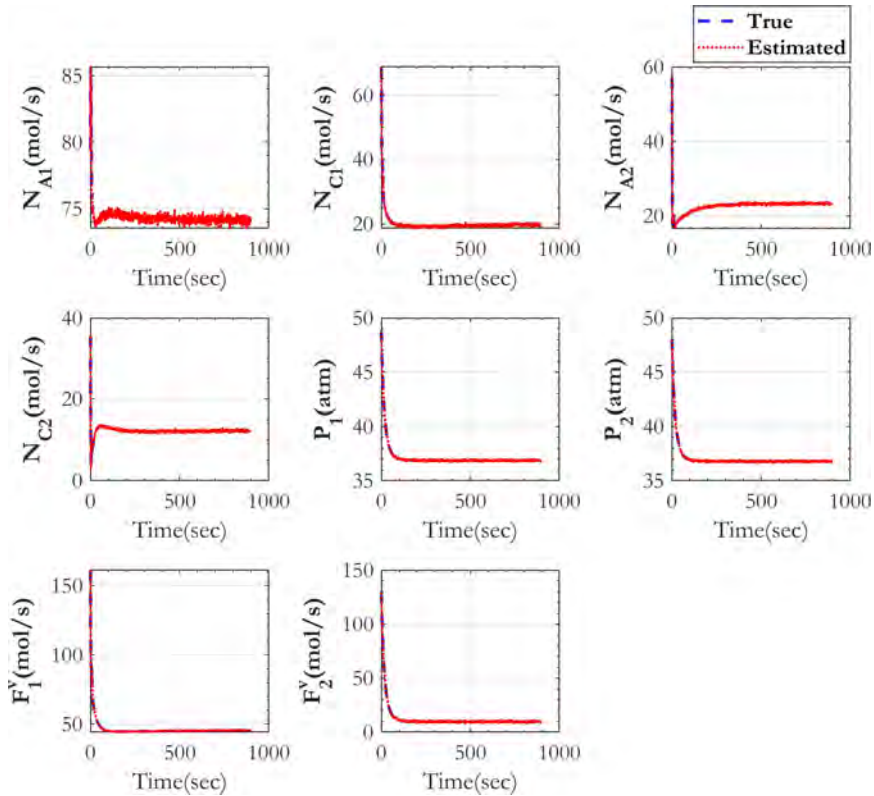 True
Estimated
N_A1(mol/s)
85
80
75
0 500 1000
Time(sec)
N_C1(mol/s)
60
40
20
0 500 1000
Time(sec)
N_A2(mol/s)
60
40
20
0 500 1000
Time(sec)
N_C2(mol/s)
40
20
0
0 500 1000
Time(sec)
P_1(atm)
50
45
40
35
0 500 1000
Time(sec)
P_2(atm)
50
45
40
35
0 500 1000
Time(sec)
F_1^v(mol/s)
150
100
50
0 500 1000
Time(sec)
F_2^v(mol/s)
150
100
50
0
0 500 1000
Time(sec)